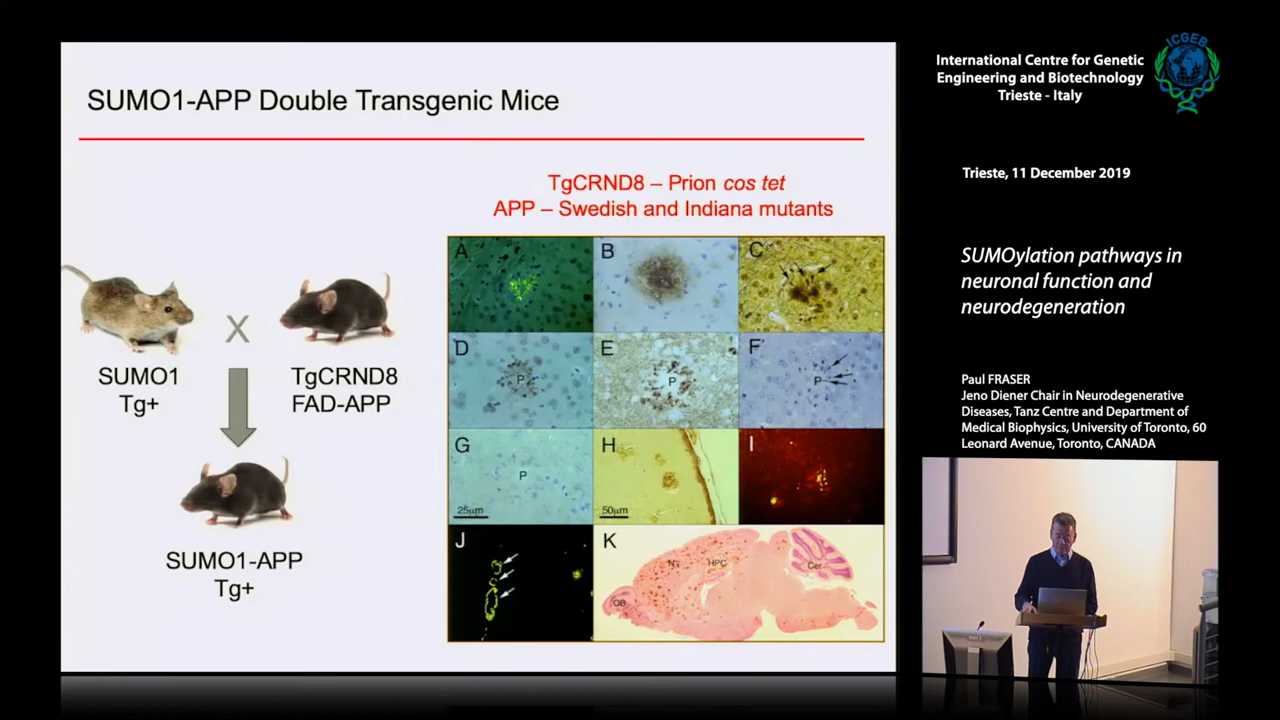 SUMO1-APP Double Transgenic Mice
TgCRND8 – Prion cos tet
APP – Swedish and Indiana mutants
X
SUMO1
Tg+
TgCRND8
FAD-APP
SUMO1-APP
Tg+
A
B
C
D
P
E
P
F
P
G
P
25μm
H
50μm
I
J
K
HPC
Cer
OB
ICGEB
International Centre for Genetic
Engineering and Biotechnology
Trieste - Italy
Trieste, 11 December 2019
SUMOylation pathways in
neuronal function and
neurodegeneration
Paul FRASER
Jeno Diener Chair in Neurodegenerative
Diseases, Tanz Centre and Department of
Medical Biophysics, University of Toronto, 60
Leonard Avenue, Toronto, CANADA